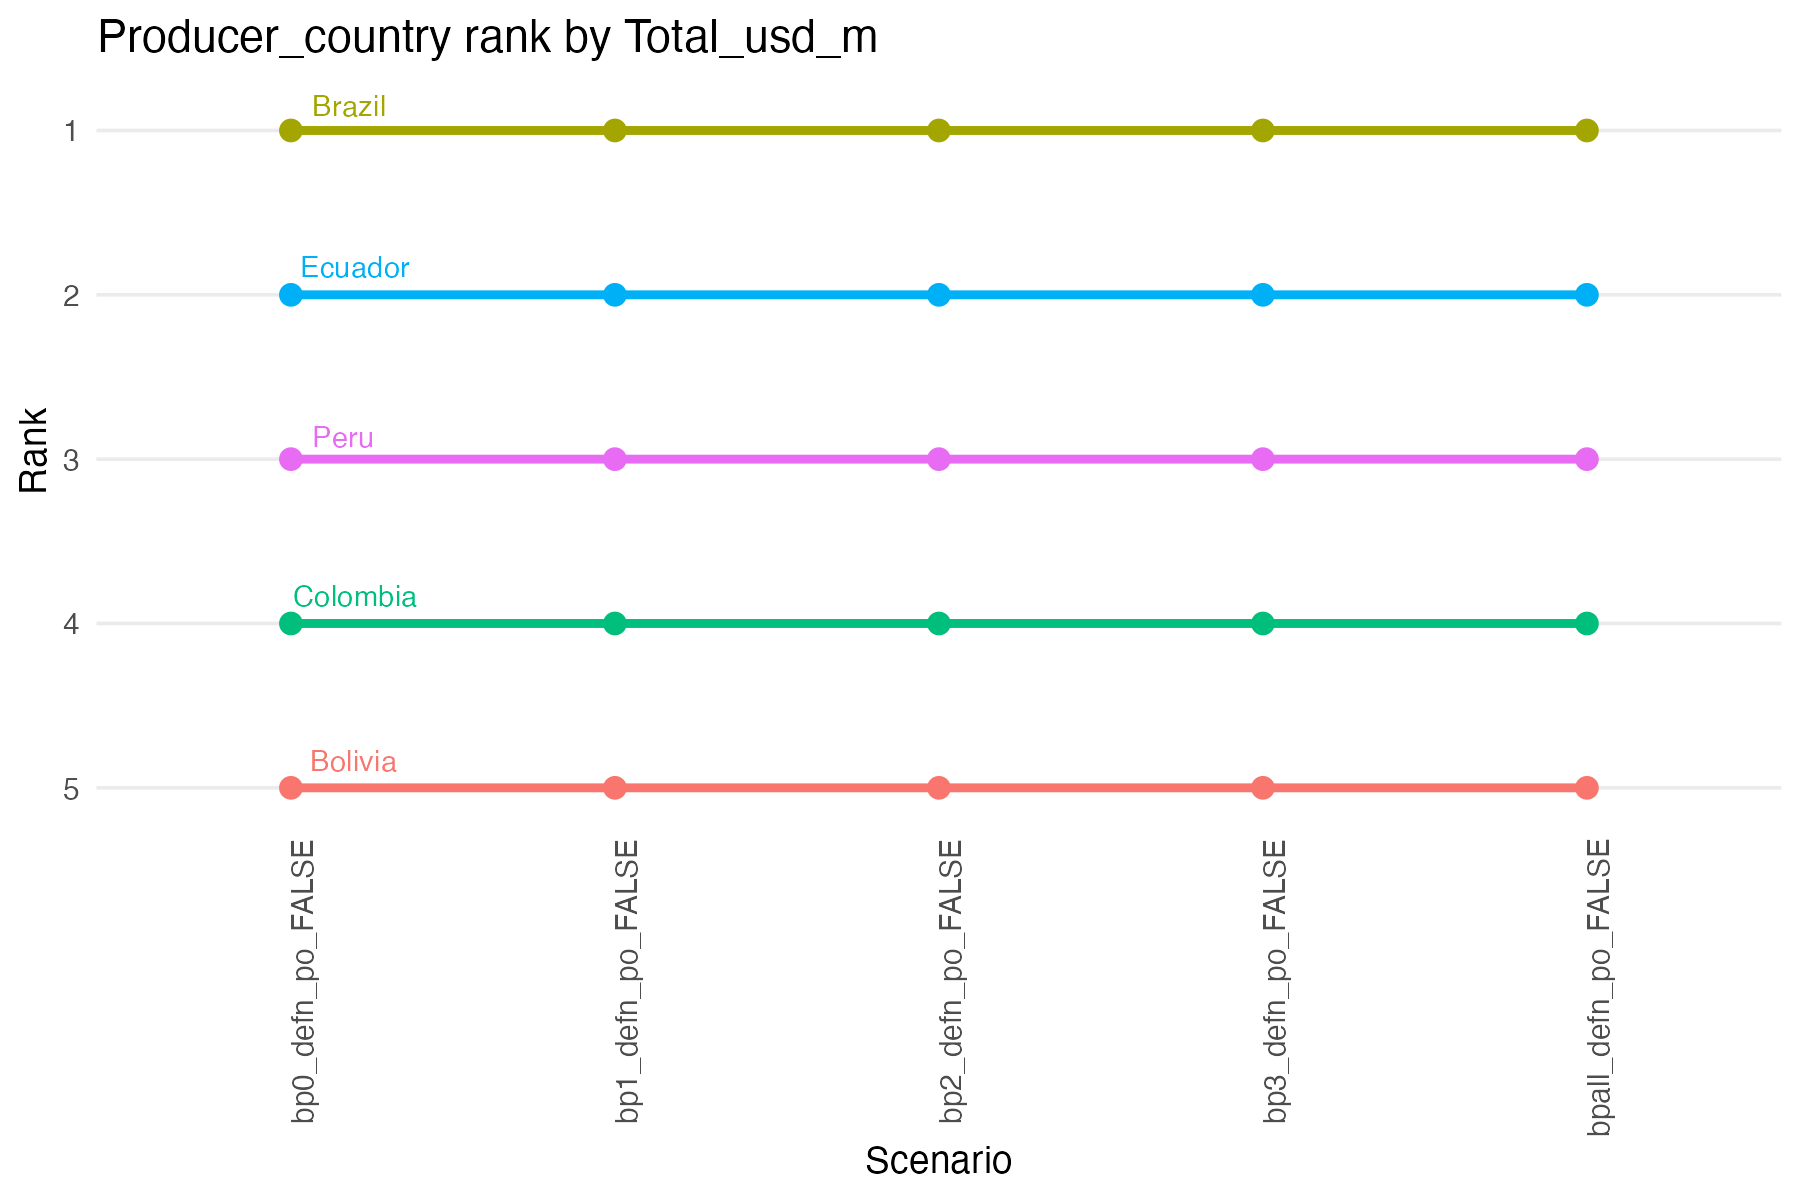 Producer_country rank by Total_usd_m
Brazil
1
Ecuador
2
Peru
3
Rank
Colombia
4
Bolivia
5
bp0_defn_po_FALSE
bp1_defn_po_FALSE
bp2_defn_po_FALSE
bp3_defn_po_FALSE
bpall_defn_po_FALSE
Scenario